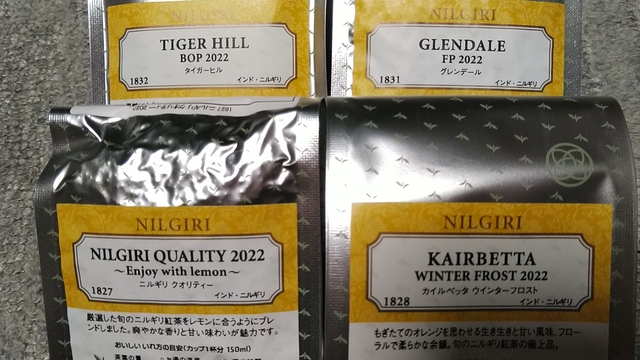 NILGIRI
TIGER HILL
BOP 2022
タイガーヒル
1832
インド・ニルギリ
NILGIRI
GLENDALE
FP 2022
グレンデール
1831
インド・ニルギリ
NILGIRI
NILGIRI QUALITY 2022
～Enjoy with lemon～
ニルギリ クオリティー
1827
インド・ニルギリ
厳選した旬のニルギリ紅茶をレモンに合うようにブレ
ンドしました。爽やかな香りと甘い味わいが魅力です。
おいしいいれ方の目安(カップ1杯分 150ml)
茶葉の量
NILGIRI
KAIRBETTA
WINTER FROST 2022
カイルベッタ ウインターフロスト
1828
インド・ニルギリ
もぎたてのオレンジを思わせる生き生きと甘い風味。フロー
ラルで柔らかな余韻。旬のニルギリ紅茶の極上品。